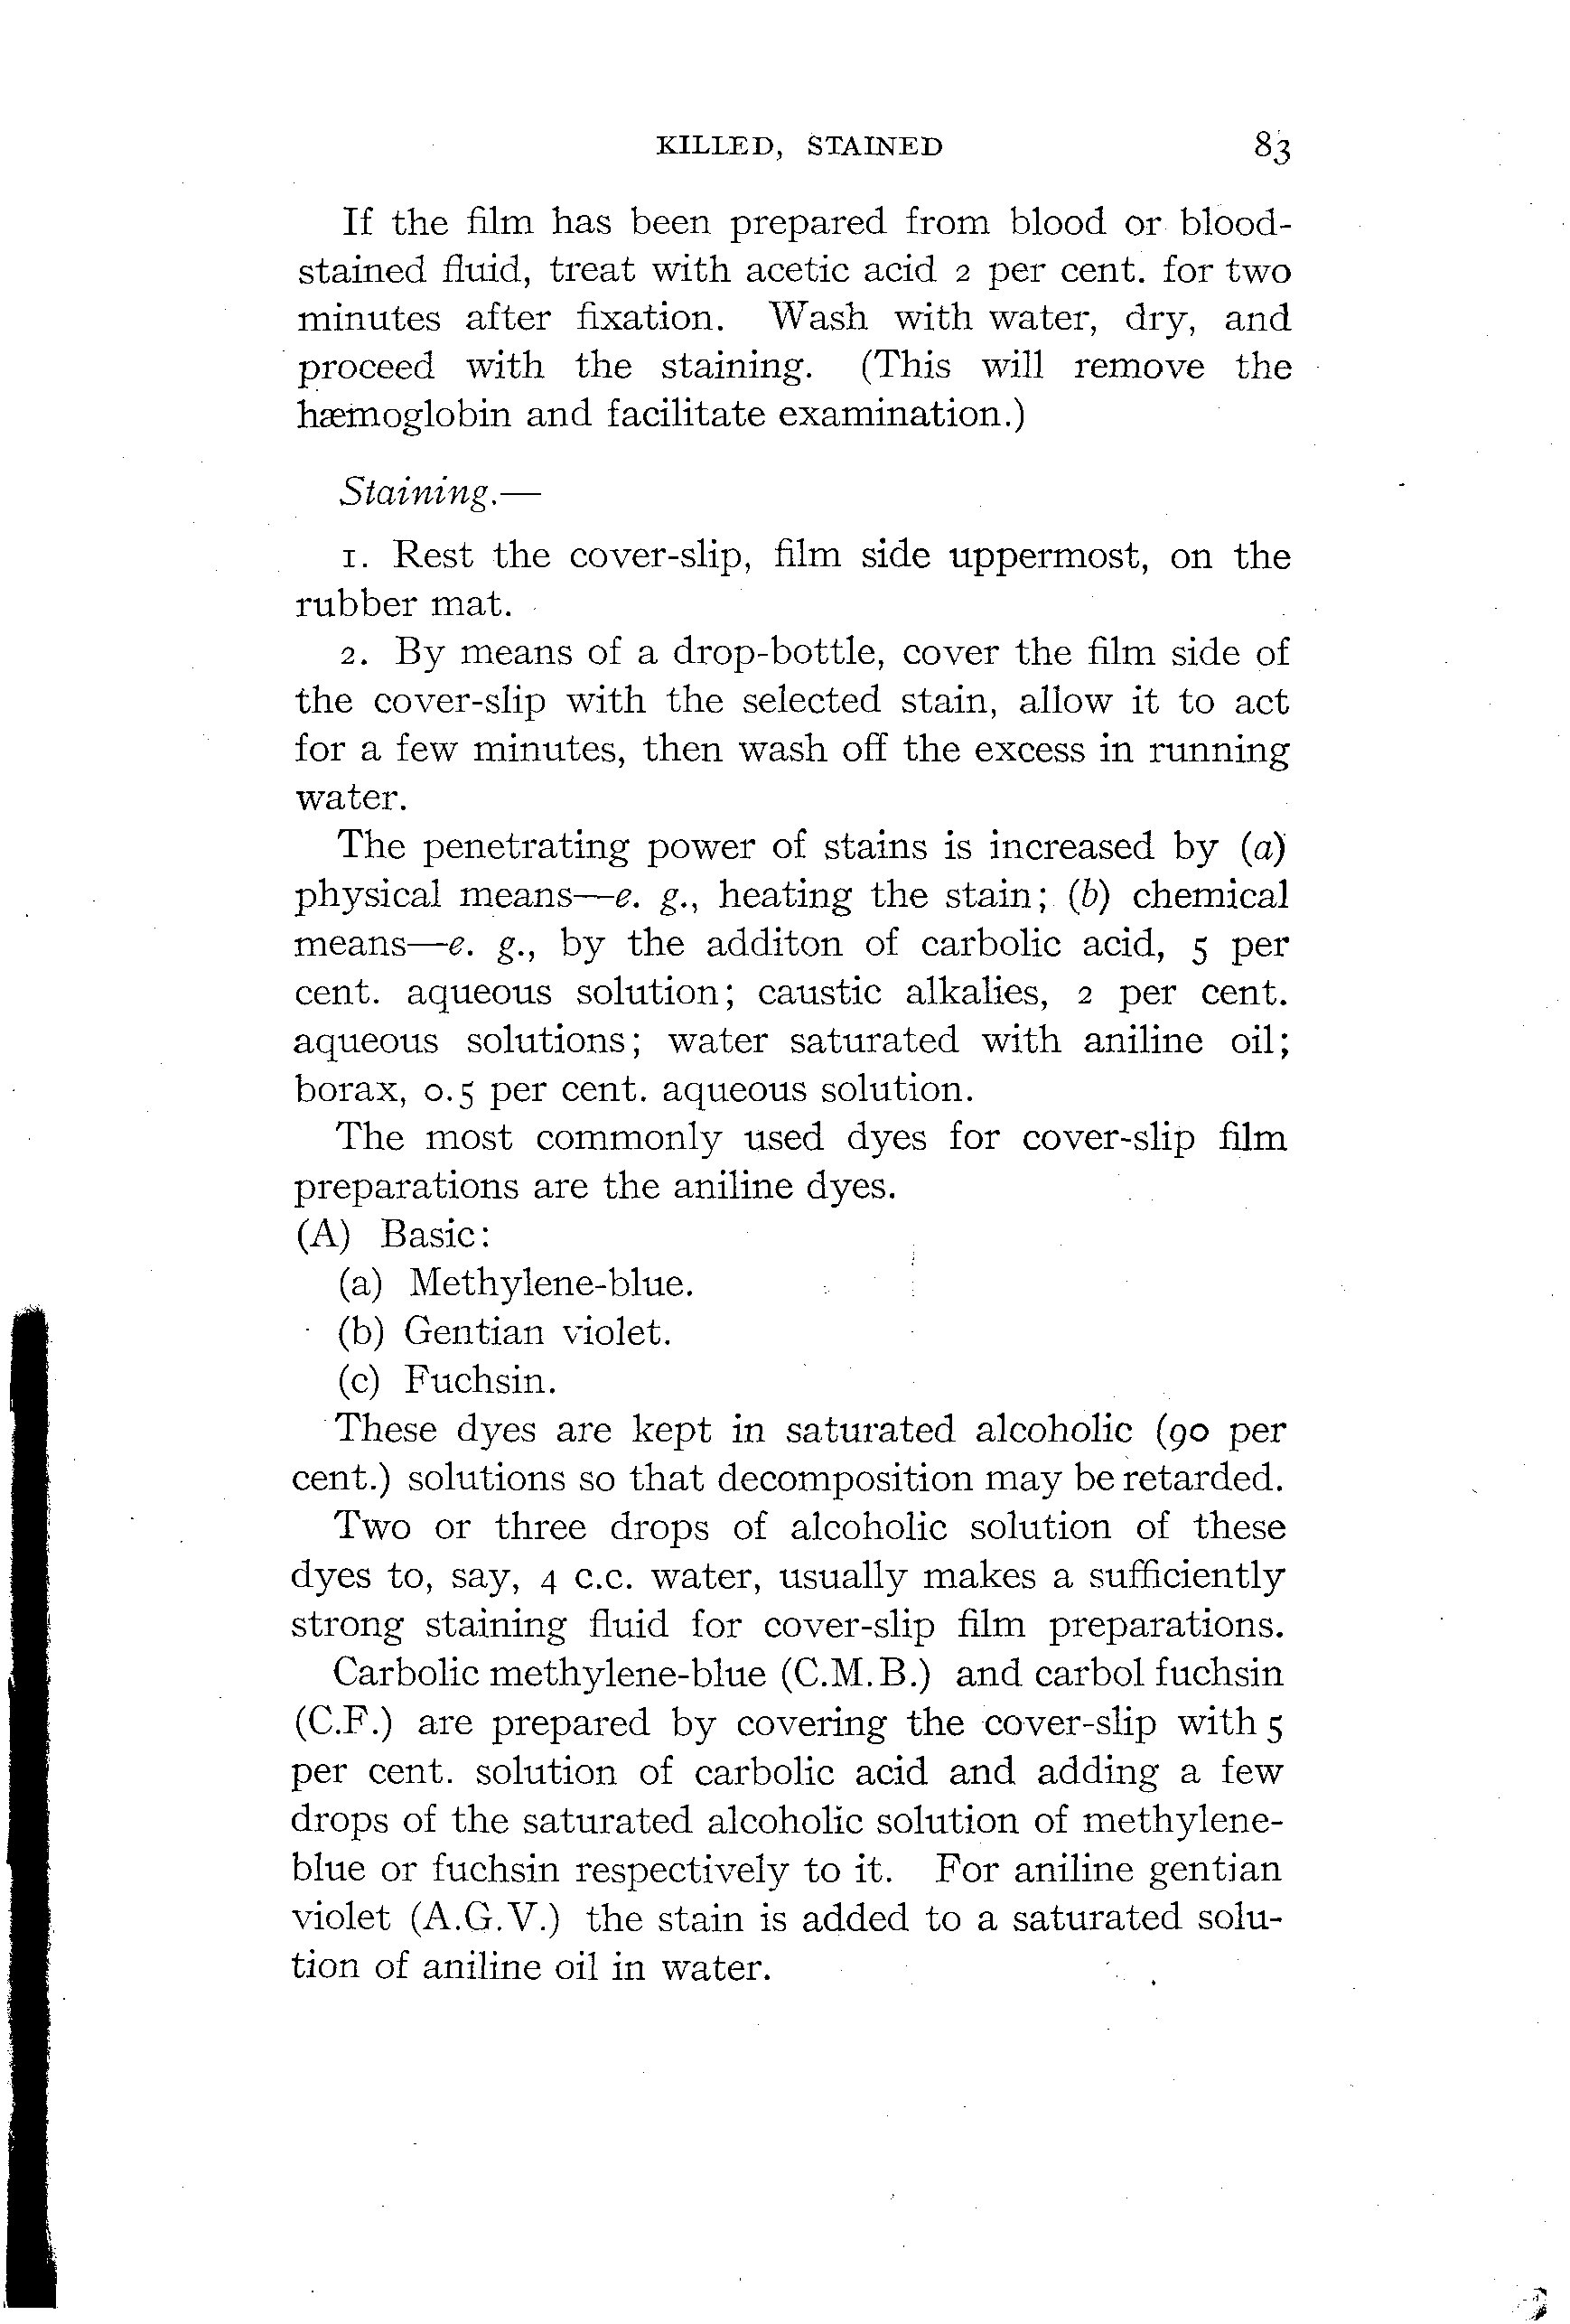 KILLED, STAINED 83
If the film has been prepared from blood or blood-
stained fluid, treat with acetic acid 2 per cent. for two
minutes after fixation. Wash with water, dry, and
proceed with the staining. (This will remove the
hæmoglobin and facilitate examination.)
Staining.—
1. Rest the cover-slip, film side uppermost, on the
rubber mat.
2. By means of a drop-bottle, cover the film side of
the cover-slip with the selected stain, allow it to act
for a few minutes, then wash off the excess in running
water.
The penetrating power of stains is increased by (a)
physical means—e. g., heating the stain; (b) chemical
means—e. g., by the additon of carbolic acid, 5 per
cent. aqueous solution; caustic alkalies, 2 per cent.
aqueous solutions; water saturated with aniline oil;
borax, 0.5 per cent. aqueous solution.
The most commonly used dyes for cover-slip film
preparations are the aniline dyes.
(A) Basic:
(a) Methylene-blue.
(b) Gentian violet.
(c) Fuchsin.
These dyes are kept in saturated alcoholic (90 per
cent.) solutions so that decomposition may be retarded.
Two or three drops of alcoholic solution of these
dyes to, say, 4 c.c. water, usually makes a sufficiently
strong staining fluid for cover-slip film preparations.
Carbolic methylene-blue (C.M.B.) and carbol fuchsin
(C.F.) are prepared by covering the cover-slip with 5
per cent. solution of carbolic acid and adding a few
drops of the saturated alcoholic solution of methylene-
blue or fuchsin respectively to it. For aniline gentian
violet (A.G.V.) the stain is added to a saturated solu-
tion of aniline oil in water.